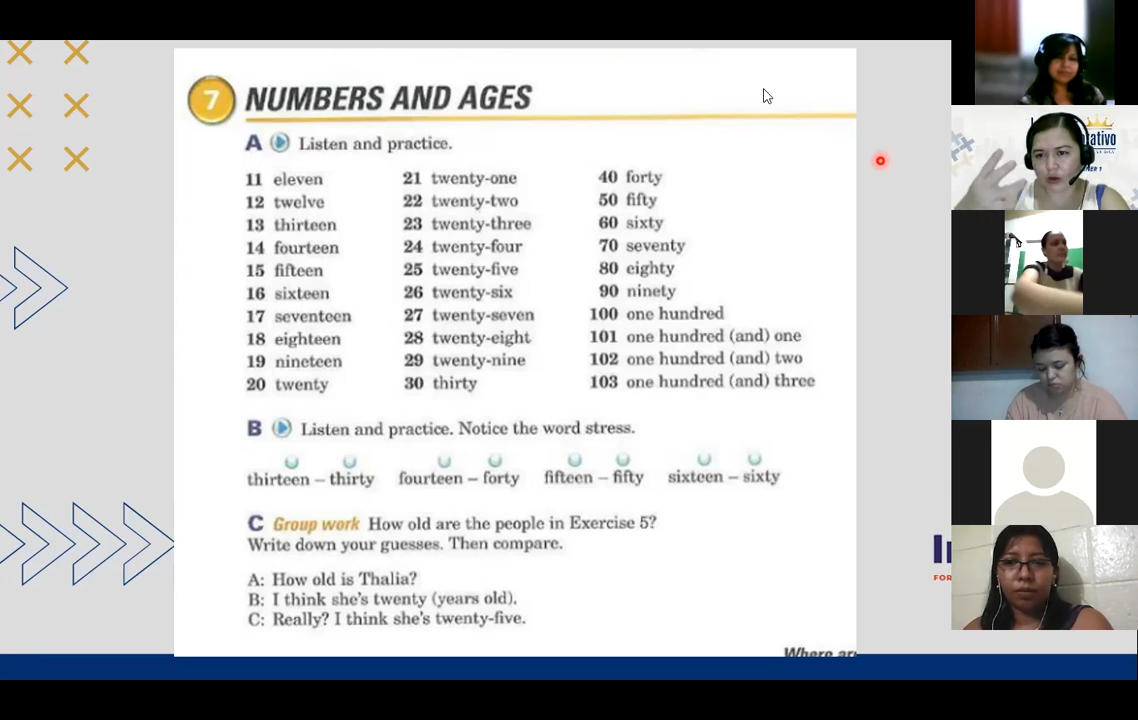 7 NUMBERS AND AGES
A Listen and practice.
11 eleven 21 twenty-one 40 forty
12 twelve 22 twenty-two 50 fifty
13 thirteen 23 twenty-three 60 sixty
14 fourteen 24 twenty-four 70 seventy
15 fifteen 25 twenty-five 80 eighty
16 sixteen 26 twenty-six 90 ninety
17 seventeen 27 twenty-seven 100 one hundred
18 eighteen 28 twenty-eight 101 one hundred (and) one
19 nineteen 29 twenty-nine 102 one hundred (and) two
20 twenty 30 thirty 103 one hundred (and) three
B Listen and practice. Notice the word stress.
thirteen – thirty fourteen – forty fifteen – fifty sixteen – sixty
C Group work How old are the people in Exercise 5?
Write down your guesses. Then compare.
A: How old is Thalia?
B: I think she's twenty (years old).
C: Really? I think she's twenty-five.
Where
FOR